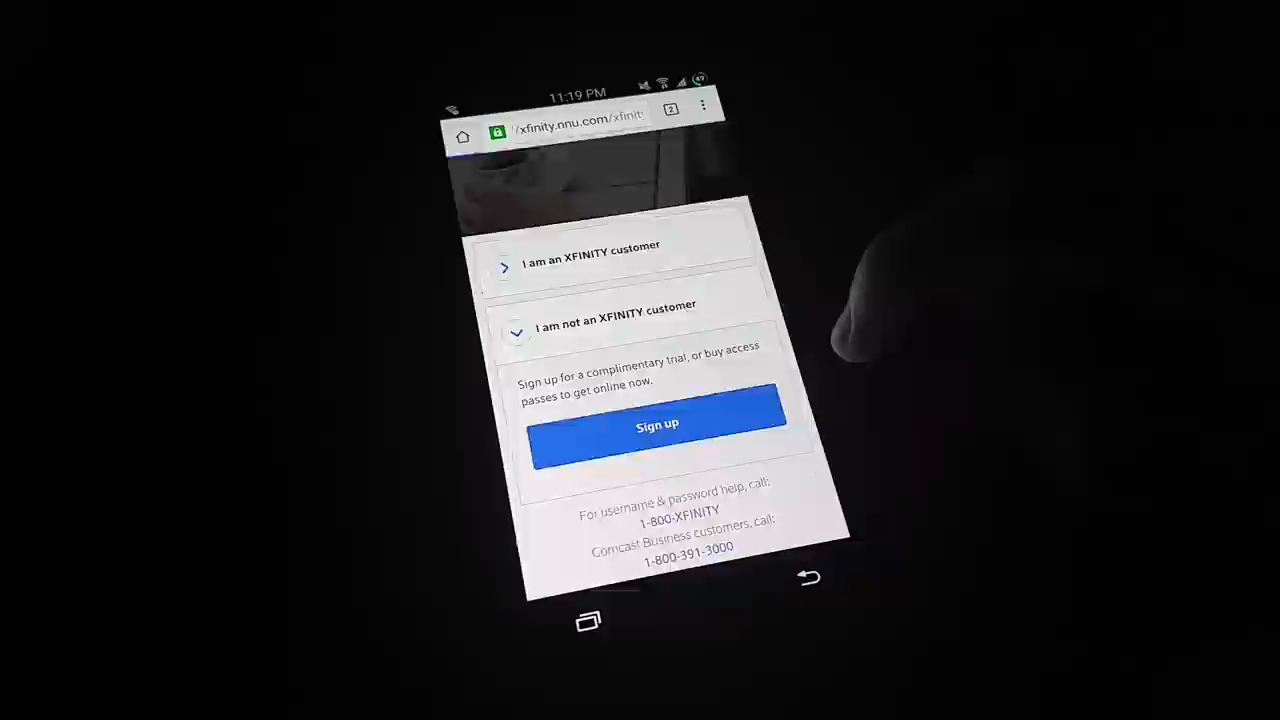 11:19 PM
47
//xfinity.nnu.com/xfinit
2
I am an XFINITY customer
I am not an XFINITY customer
Sign up for a complimentary trial, or buy access
passes to get online now.
Sign up
For username & password help, call:
1-800-XFINITY
Comcast Business customers, call:
1-800-391-3000